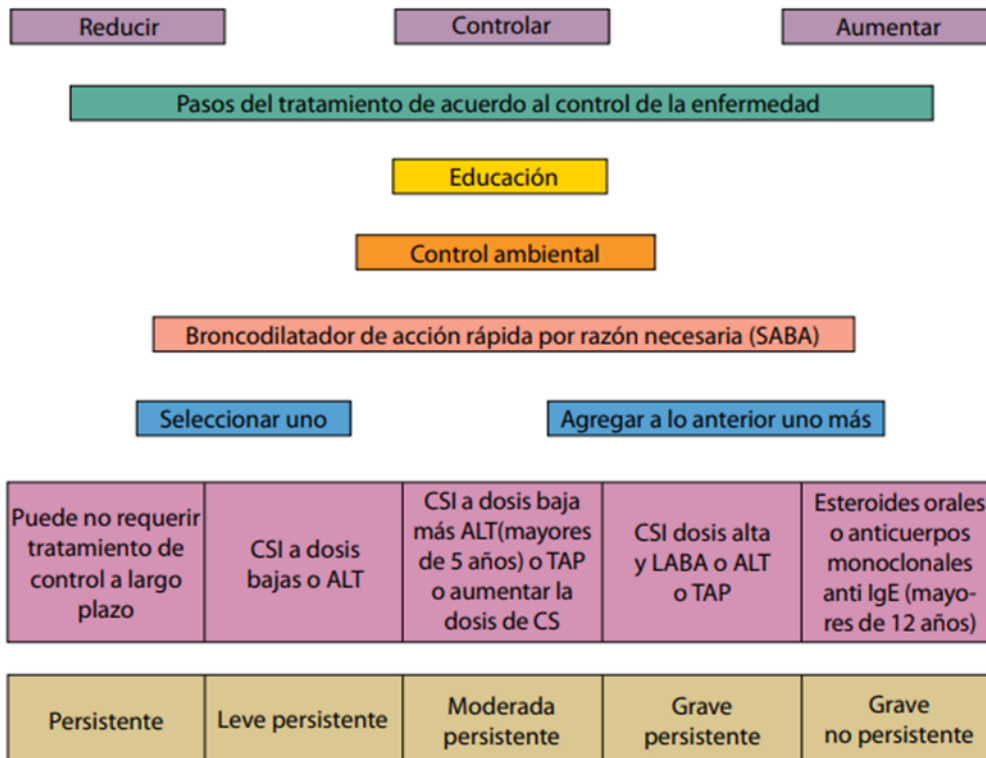 Reducir
Controlar
Aumentar
Pasos del tratamiento de acuerdo al control de la enfermedad
Educación
Control ambiental
Broncodilatador de acción rápida por razón necesaria (SABA)
Seleccionar uno
Agregar a lo anterior uno más
Puede no requerir
tratamiento de
control a largo
plazo
CSI a dosis
bajas o ALT
CSI a dosis baja
más ALT(mayores
de 5 años) o TAP
o aumentar la
dosis de CS
CSI dosis alta
y LABA o ALT
o TAP
Esteroides orales
o anticuerpos
monoclonales
anti IgE (mayo-
res de 12 años)
Persistente
Leve persistente
Moderada
persistente
Grave
persistente
Grave
no persistente